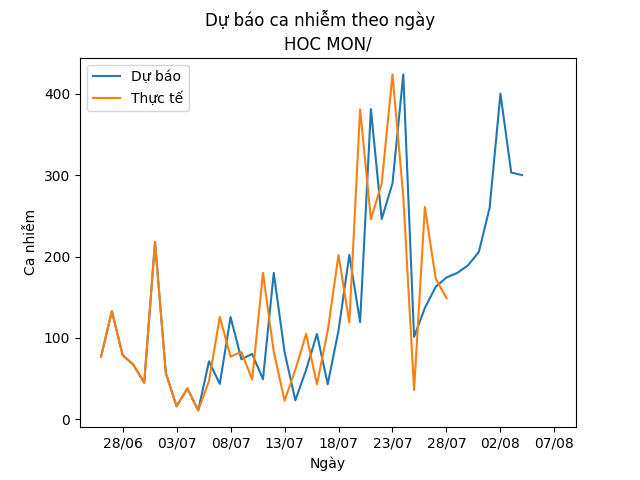 Dự báo ca nhiễm theo ngày
HOC MON/
Dự báo
Thực tế
Ca nhiễm
400
300
200
100
0
28/06 03/07 08/07 13/07 18/07 23/07 28/07 02/08 07/08
Ngày